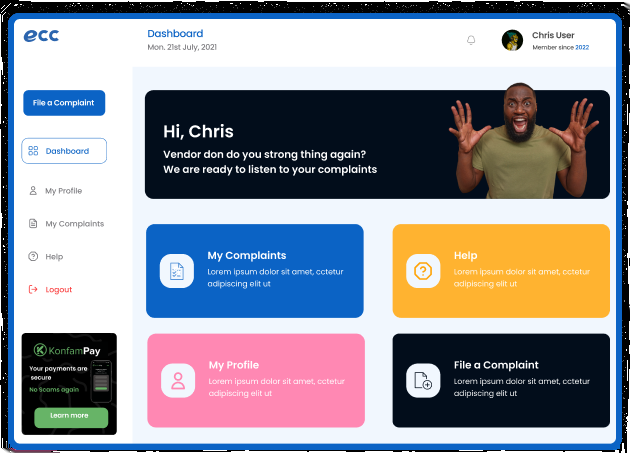 ecc
Dashboard
Mon. 21st July, 2021
Chris User
Member since 2022
File a Complaint
Dashboard
My Profile
My Complaints
Help
Logout
KonfamPay
Your payments are
secure
No Scams again
Learn more
Hi, Chris
Vendor don do you strong thing again?
We are ready to listen to your complaints
My Complaints
Lorem ipsum dolor sit amet, cctetur
adipiscing elit ut
Help
Lorem ipsum dolor sit amet, cctetur
adipiscing elit ut
My Profile
Lorem ipsum dolor sit amet, cctetur
adipiscing elit ut
File a Complaint
Lorem ipsum dolor sit amet, cctetur
adipiscing elit ut